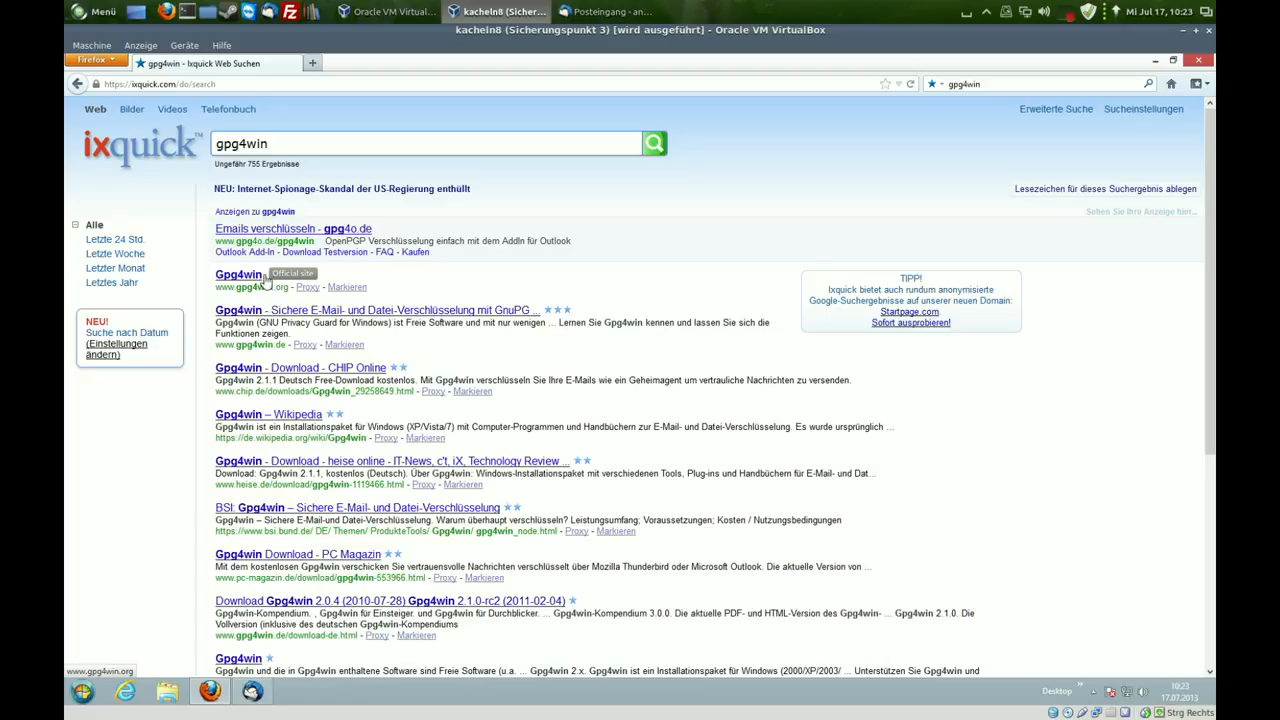 Menü
Oracle VM Virtual...
kacheln8 (Sicher...
Posteingang - an...
Mi Jul 17, 10:23
kacheln8 (Sicherungspunkt 3) [wird ausgeführt] - Oracle VM VirtualBox
Maschine Anzeige Geräte Hilfe
Firefox
gpg4win - Ixquick Web Suchen
https://ixquick.com/do/search
gpg4win
Web Bilder Videos Telefonbuch
Erweiterte Suche Sucheinstellungen
ixquick™
gpg4win
Ungefähr 755 Ergebnisse
NEU: Internet-Spionage-Skandal der US-Regierung enthüllt
Lesezeichen für dieses Suchergebnis ablegen
Anzeigen zu gpg4win
Sehen Sie Ihre Anzeige hier...
Emails verschlüsseln - gpg4o.de
www.gpg4o.de/gpg4win OpenPGP Verschlüsselung einfach mit dem AddIn für Outlook
Outlook Add-In - Download Testversion - FAQ - Kaufen
Alle
Letzte 24 Std.
Letzte Woche
Letzter Monat
Letztes Jahr
NEU!
Suche nach Datum
(Einstellungen
ändern)
Gpg4win Official site
www.gpg4win.org - Proxy - Markieren
TIPP!
Ixquick bietet auch rundum anonymisierte
Google-Suchergebnisse auf unserer neuen Domain:
Startpage.com.
Sofort ausprobieren!
Gpg4win - Sichere E-Mail- und Datei-Verschlüsselung mit GnuPG ...
Gpg4win (GNU Privacy Guard for Windows) ist Freie Software und mit nur wenigen ... Lernen Sie Gpg4win kennen und lassen Sie sich die
Funktionen zeigen.
www.gpg4win.de - Proxy - Markieren
Gpg4win - Download - CHIP Online
Gpg4win 2.1.1 Deutsch Free-Download kostenlos. Mit Gpg4win verschlüsseln Sie Ihre E-Mails wie ein Geheimagent um vertrauliche Nachrichten zu versenden.
www.chip.de/downloads/Gpg4win_29258649.html - Proxy - Markieren
Gpg4win – Wikipedia
Gpg4win ist ein Installationspaket für Windows (XP/Vista/7) mit Computer-Programmen und Handbüchern zur E-Mail- und Datei-Verschlüsselung. Es wurde ursprünglich ...
https://de.wikipedia.org/wiki/Gpg4win - Proxy - Markieren
Gpg4win - Download - heise online - IT-News, c't, iX, Technology Review ...
Download: Gpg4win 2.1.1, kostenlos (Deutsch). Über Gpg4win: Windows-Installationspaket mit verschiedenen Tools, Plug-ins und Handbüchern für E-Mail- und Dat...
www.heise.de/download/gpg4win-1119466.html - Proxy - Markieren
BSI: Gpg4win – Sichere E-Mail- und Datei-Verschlüsselung
Gpg4win – Sichere E-Mail-und Datei-Verschlüsselung. Warum überhaupt verschlüsseln? Leistungsumfang; Voraussetzungen; Kosten / Nutzungsbedingungen
https://www.bsi.bund.de/ DE/ Themen/ ProdukteTools/ Gpg4win/ gpg4win_node.html - Proxy - Markieren
Gpg4win Download - PC Magazin
Mit dem kostenlosen Gpg4win verschicken Sie vertrauensvolle Nachrichten verschlüsselt über Mozilla Thunderbird oder Microsoft Outlook. Die aktuelle Version von ...
www.pc-magazin.de/download/gpg4win-553966.html - Proxy - Markieren
Download Gpg4win 2.0.4 (2010-07-28) Gpg4win 2.1.0-rc2 (2011-02-04)
Gpg4win-Kompendium. , Gpg4win für Einsteiger. und Gpg4win für Durchblicker. ... Gpg4win-Kompendium 3.0.0. Die aktuelle PDF- und HTML-Version des Gpg4win- ... Gpg4win 2.1.0. Die
Vollversion (inklusive des deutschen Gpg4win-Kompendiums
www.gpg4win.de/download-de.html - Proxy - Markieren
Gpg4win
Gpg4win und die in Gpg4win enthaltene Software sind Freie Software (u.a. ... Gpg4win 2.x. Gpg4win ist ein Installationspaket für Windows (2000/XP/2003/ ... Unterstützen Sie Gpg4win und
www.gpg4win.org
Desktop
10:23
17.07.2013
Strg Rechts